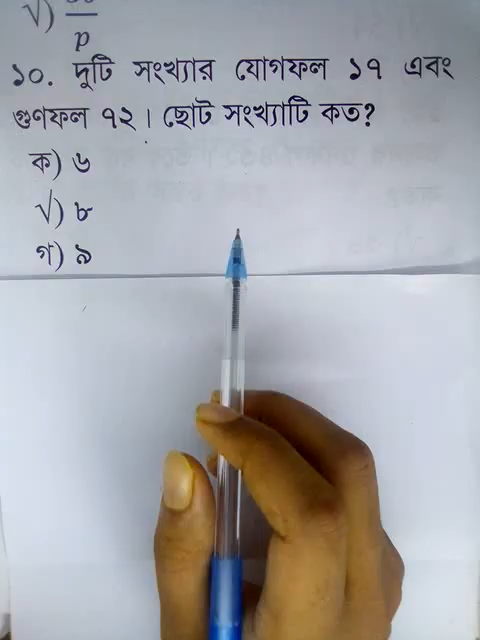 √)
p
১০. দুটি সংখ্যার যোগফল ১৭ এবং
গুণফল ৭২। ছোট সংখ্যাটি কত?
ক) ৬
√) ৮
গ) ৯